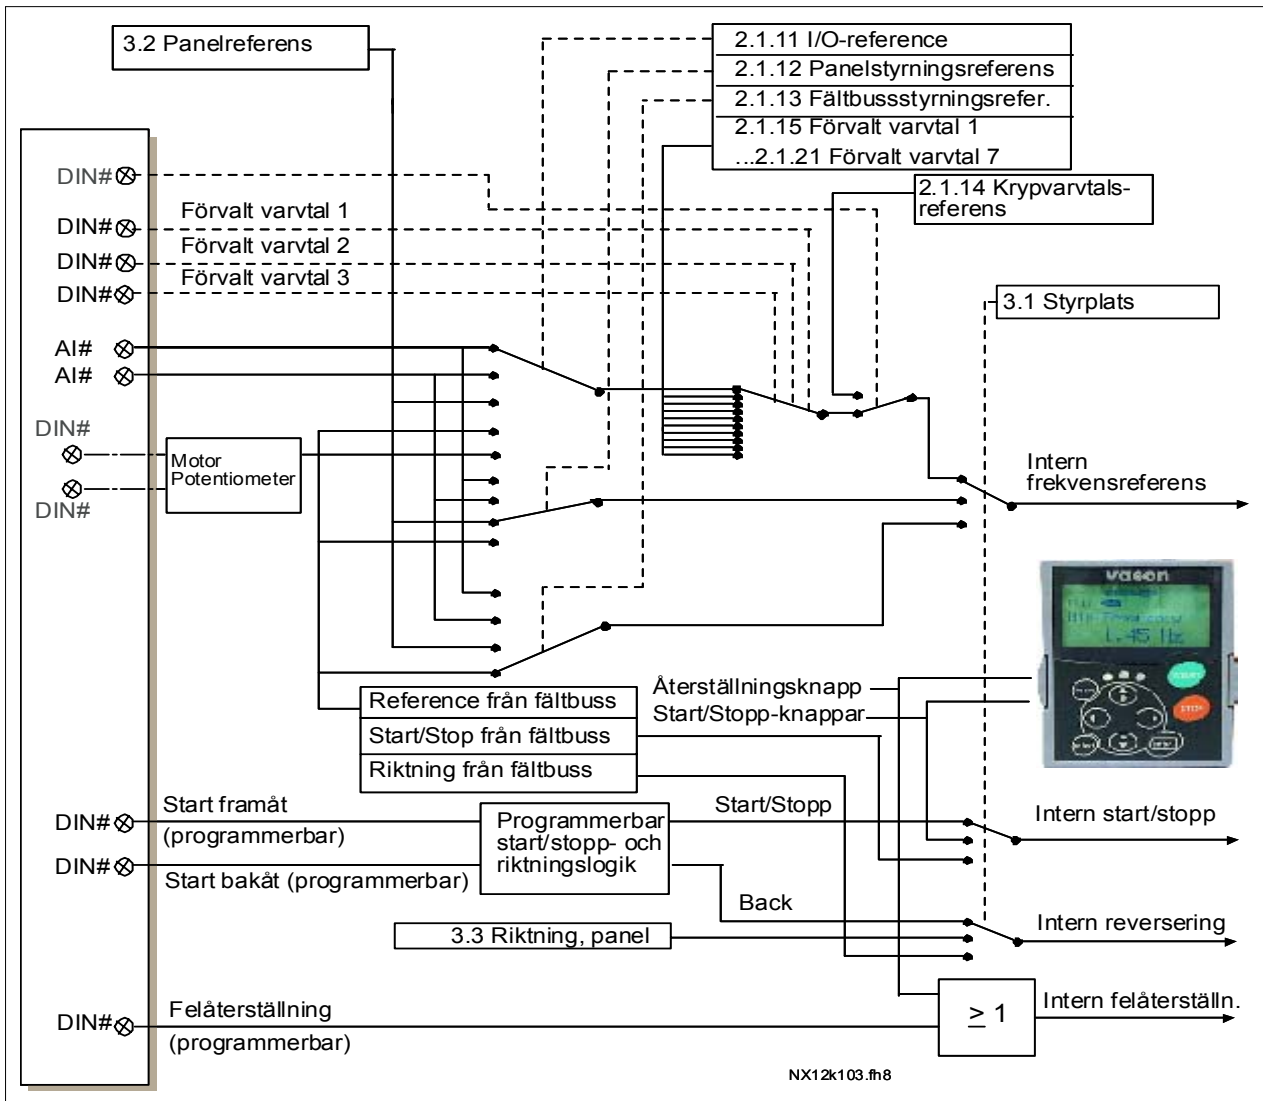 3.2 Panelreferens
2.1.11 I/O-reference
2.1.12 Panelstyrningsreferens
2.1.13 Fältbussstyrningsrefer.
2.1.15 Förvalt varvtal 1
...2.1.21 Förvalt varvtal 7
2.1.14 Krypvarvtals-
referens
3.1 Styrplats
DIN#
DIN#
Förvalt varvtal 1
DIN#
Förvalt varvtal 2
DIN#
Förvalt varvtal 3
AI#
AI#
DIN#
DIN#
Motor
Potentiometer
Intern
frekvensreferens
vacon
Återställningsknapp
Start/Stopp-knappar
STOP
Reference från fältbuss
Start/Stop från fältbuss
Riktning från fältbuss
DIN#
Start framåt
(programmerbar)
DIN#
Start bakåt (programmerbar)
Programmerbar
start/stopp- och
riktningslogik
Start/Stopp
Intern start/stopp
Back
3.3 Riktning, panel
Intern reversering
DIN#
Felåterställning
(programmerbar)
≥ 1
Intern felåterställn.
NX12k103.fh8